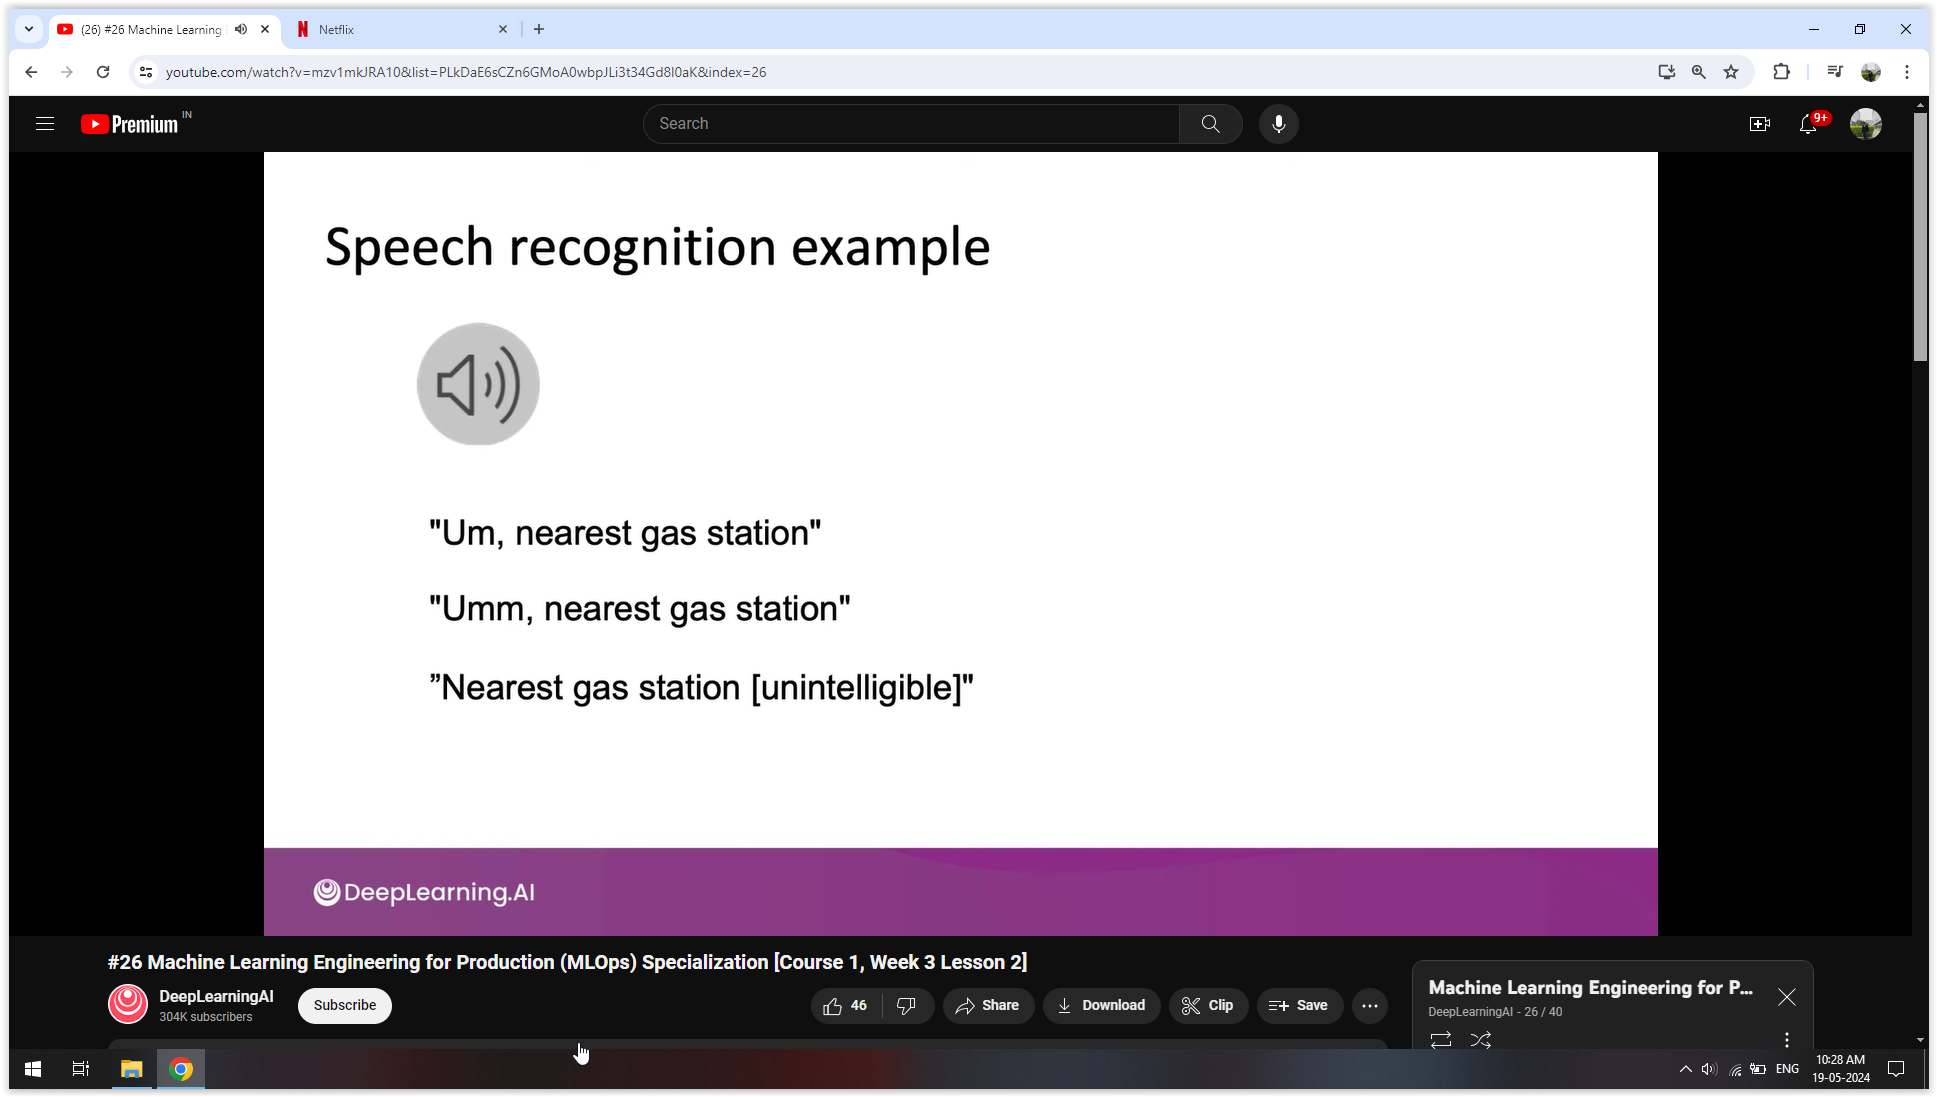 (26) #26 Machine Learning
Netflix
youtube.com/watch?v=mzv1mkJRA10&list=PLkDaE6sCZn6GMoA0wbpJLi3t34Gd8l0aK&index=26
Premium IN
Search
9+
Speech recognition example
"Um, nearest gas station"
"Umm, nearest gas station"
”Nearest gas station [unintelligible]"
DeepLearning.AI
#26 Machine Learning Engineering for Production (MLOps) Specialization [Course 1, Week 3 Lesson 2]
DeepLearningAI
304K subscribers
Subscribe
46
Share
Download
Clip
Save
Machine Learning Engineering for P...
DeepLearningAI - 26 / 40
ENG
10:28 AM
19-05-2024